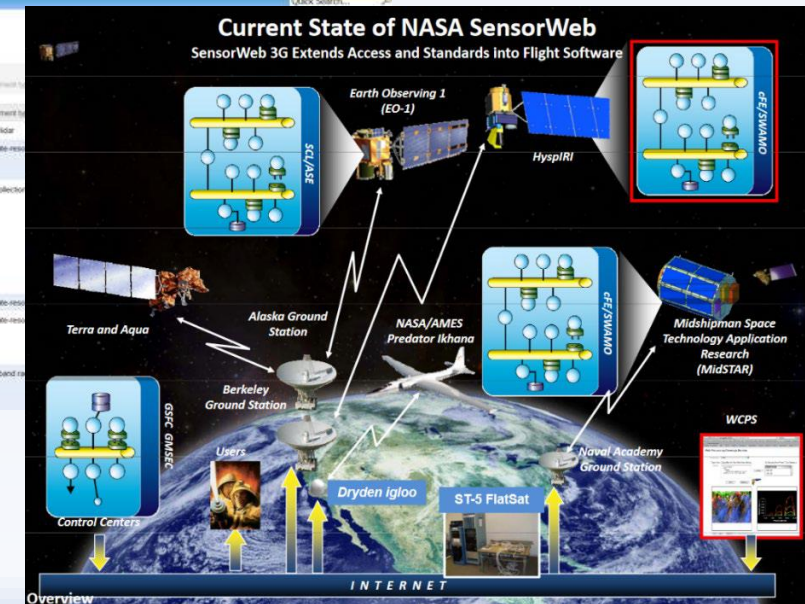 Quick Search...
Current State of NASA SensorWeb
SensorWeb 3G Extends Access and Standards into Flight Software
Earth Observing 1
(EO-1)
SCL/ASE
HyspIRI
cFE/SWAMO
Terra and Aqua
Alaska Ground
Station
NASA/AMES
Predator Ikhana
cFE/SWAMO
Midshipman Space
Technology Application
Research
(MidSTAR)
Berkeley
Ground Station
GSFC GMSEC
Users
Dryden igloo
ST-5 FlatSat
Naval Academy
Ground Station
WCPS
Control Centers
INTERNET
Overview